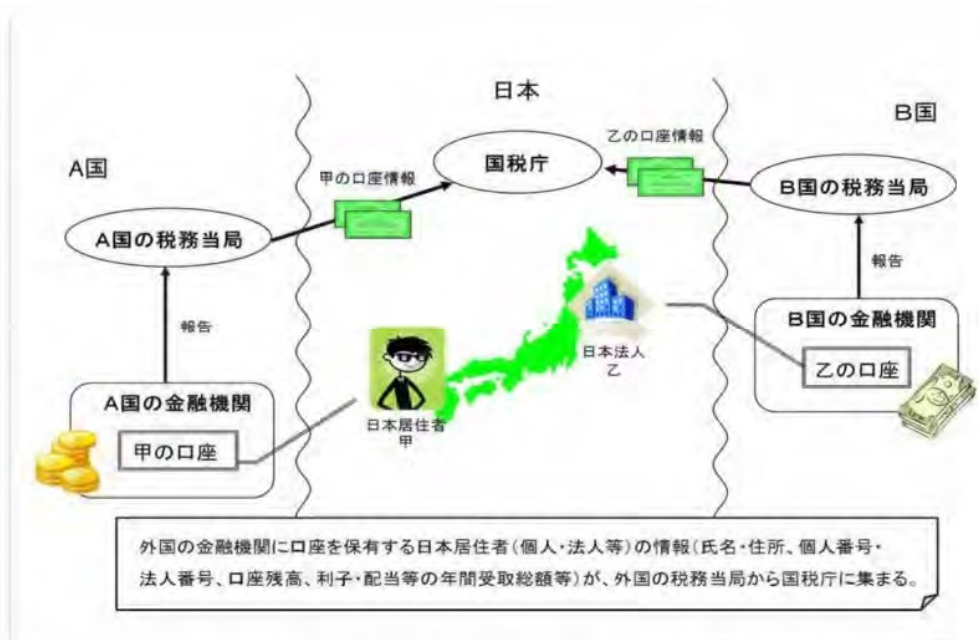 日本
B国
A国
乙の口座情報
国税庁
甲の口座情報
B国の税務当局
A国の税務当局
報告
報告
B国の金融機関
乙の口座
日本法人
乙
A国の金融機関
甲の口座
日本居住者
甲
外国の金融機関に口座を保有する日本居住者(個人・法人等)の情報(氏名・住所、個人番号・
法人番号、口座残高、利子・配当等の年間受取総額等)が、外国の税務当局から国税庁に集まる。